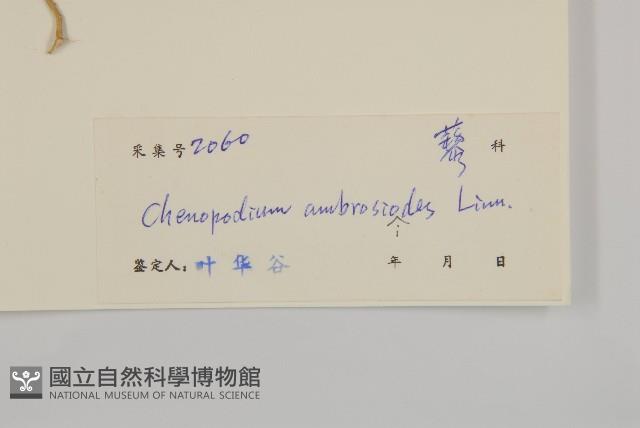 采集号 2060 藜 科
Chenopodium ambrosiodes Linn.
i
鉴定人: 叶华谷 年 月 日
國立自然科學博物館
NATIONAL MUSEUM OF NATURAL SCIENCE